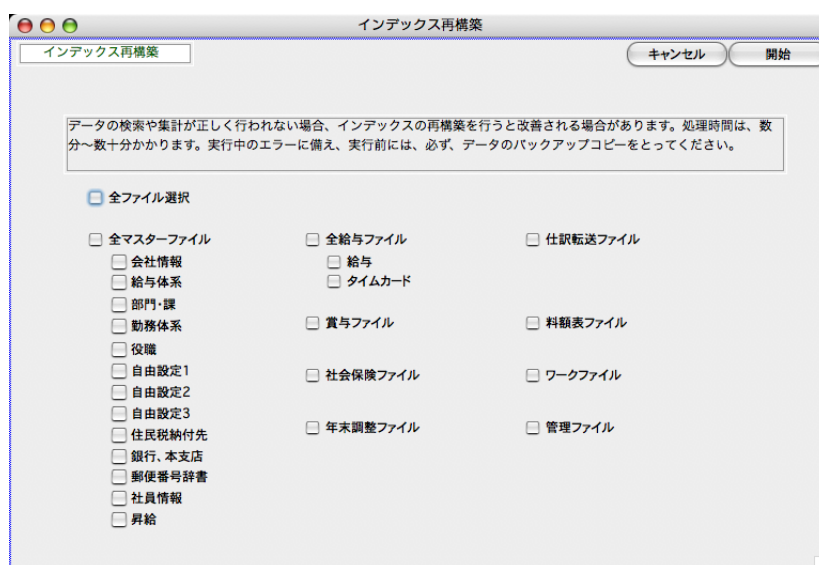 インデックス再構築
インデックス再構築
キャンセル
開始
データの検索や集計が正しく行われない場合、インデックスの再構築を行うと改善される場合があります。処理時間は、数
分〜数十分かかります。実行中のエラーに備え、実行前には、必ず、データのバックアップコピーをとってください。
全ファイル選択
全マスターファイル
会社情報
給与体系
部門・課
勤務体系
役職
自由設定1
自由設定2
自由設定3
住民税納付先
銀行、本支店
郵便番号辞書
社員情報
昇給
全給与ファイル
給与
タイムカード
賞与ファイル
社会保険ファイル
年末調整ファイル
仕訳転送ファイル
料額表ファイル
ワークファイル
管理ファイル